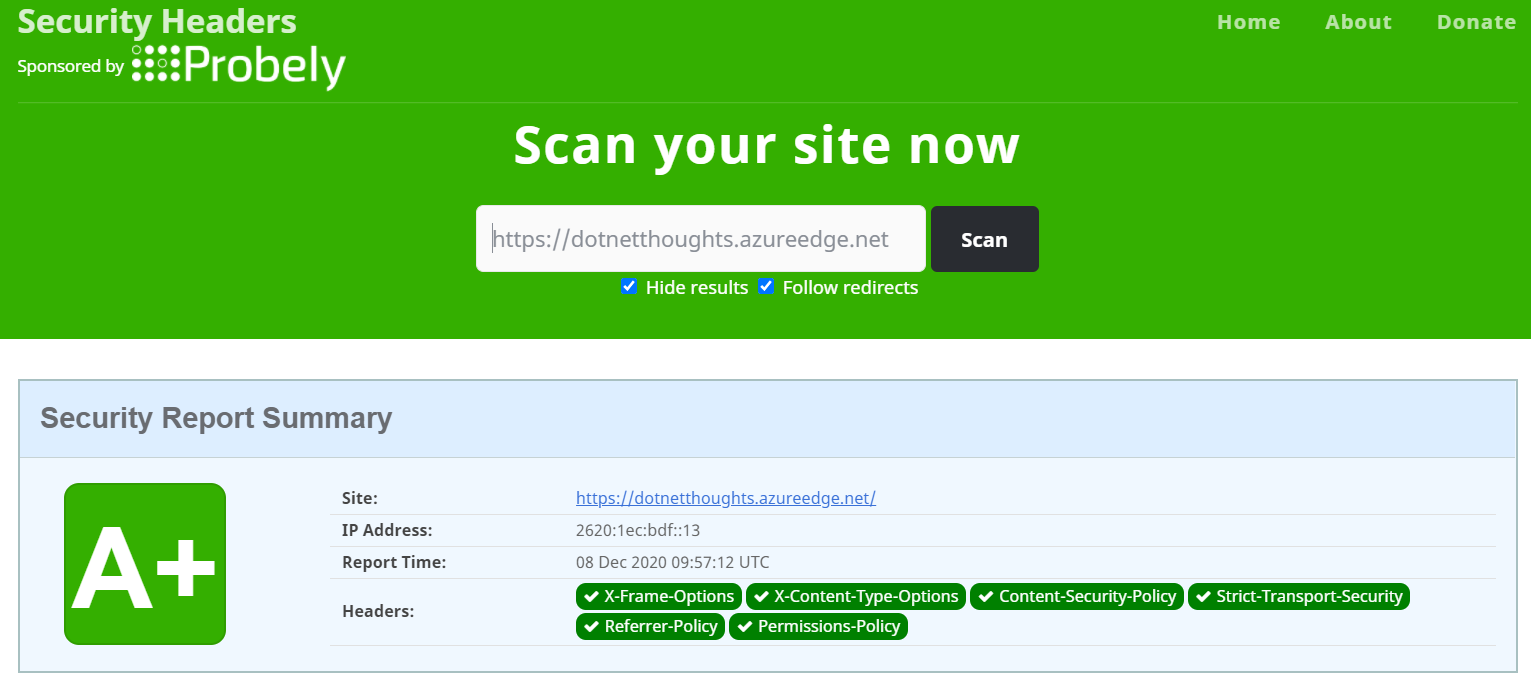 Security Headers
Home About Donate
Sponsored by Probely
Scan your site now
https://dotnetthoughts.azureedge.net Scan
Hide results Follow redirects
Security Report Summary
A+
Site: https://dotnetthoughts.azureedge.net/
IP Address: 2620:1ec:bdf::13
Report Time: 08 Dec 2020 09:57:12 UTC
Headers: X-Frame-Options X-Content-Type-Options Content-Security-Policy Strict-Transport-Security
Referrer-Policy Permissions-Policy